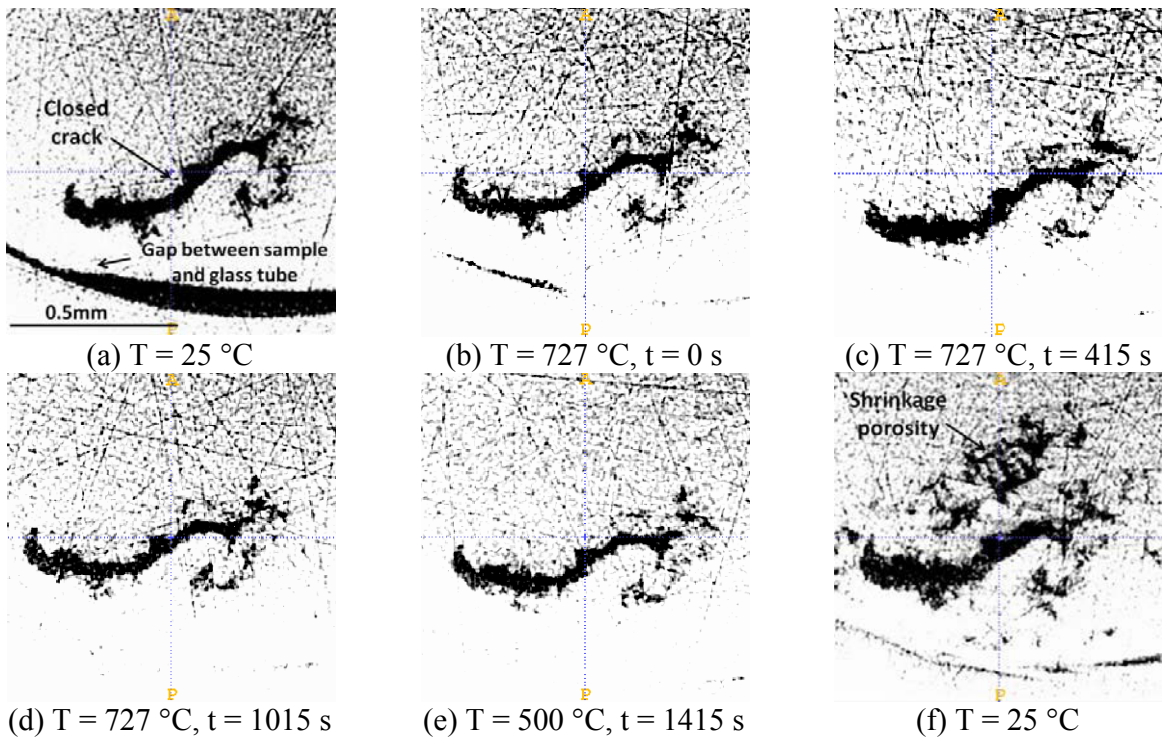 A
Closed
crack
Gap between sample
and glass tube
0.5mm
P
(a) T = 25 °C
A
P
(b) T = 727 °C, t = 0 s
A
P
(c) T = 727 °C, t = 415 s
A
P
(d) T = 727 °C, t = 1015 s
A
P
(e) T = 500 °C, t = 1415 s
A
Shrinkage
porosity
P
(f) T = 25 °C